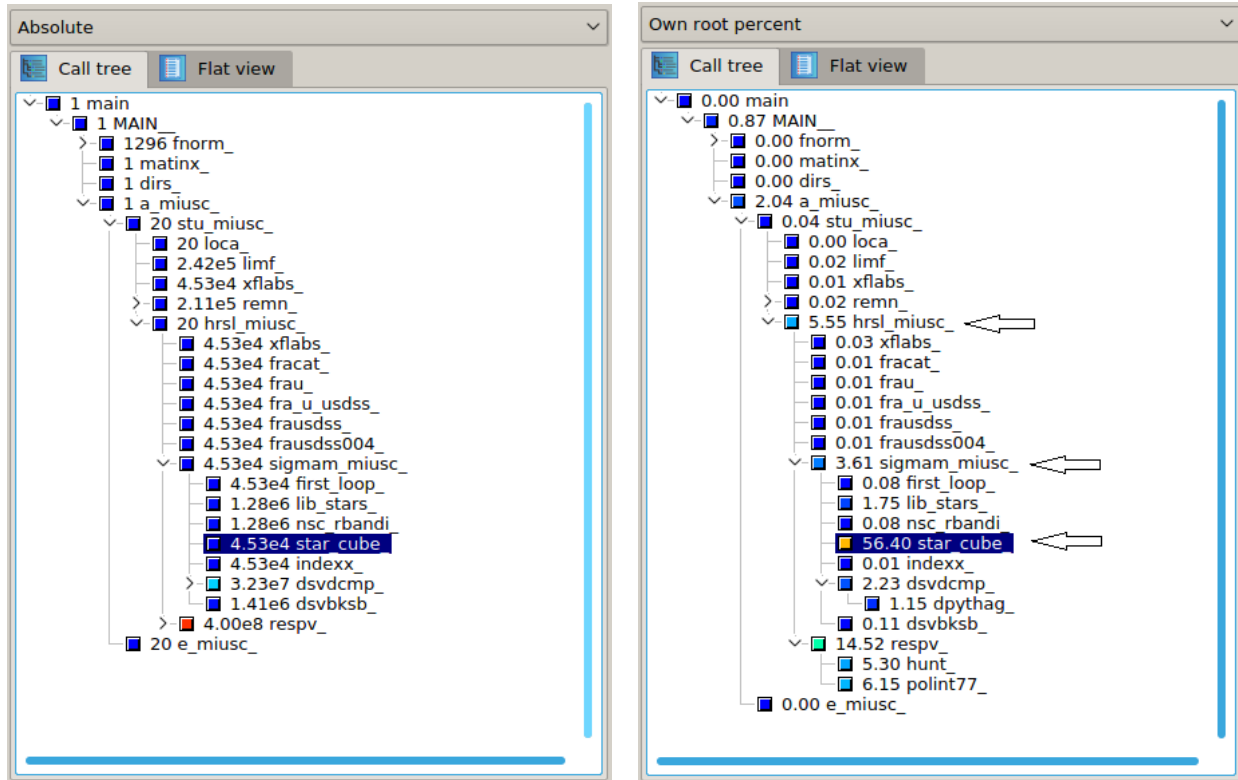 Absolute
Call tree
Flat view
1 main
1 MAIN__
1296 fnorm_
1 matinx_
1 dirs_
1 a_miusc_
20 stu_miusc_
20 loca_
2.42e5 limf_
4.53e4 xflabs_
2.11e5 remn_
20 hrsl_miusc_
4.53e4 xflabs_
4.53e4 fracat_
4.53e4 frau_
4.53e4 fra_u_usdss_
4.53e4 frausdss_
4.53e4 frausdss004_
4.53e4 sigmam_miusc_
4.53e4 first_loop_
1.28e6 lib_stars_
1.28e6 nsc_rbandi_
4.53e4 star_cube_
4.53e4 indexx_
3.23e7 dsvdcmp_
1.41e6 dsvbksb_
4.00e8 respv_
20 e_miusc_
Own root percent
Call tree
Flat view
0.00 main
0.87 MAIN__
0.00 fnorm_
0.00 matinx_
0.00 dirs_
2.04 a_miusc_
0.04 stu_miusc_
0.00 loca_
0.02 limf_
0.01 xflabs_
0.02 remn_
5.55 hrsl_miusc_
0.03 xflabs_
0.01 fracat_
0.01 frau_
0.01 fra_u_usdss_
0.01 frausdss_
0.01 frausdss004_
3.61 sigmam_miusc_
0.08 first_loop_
1.75 lib_stars_
0.08 nsc_rbandi_
56.40 star_cube_
0.01 indexx_
2.23 dsvdcmp_
1.15 dpythag_
0.11 dsvbksb_
14.52 respv_
5.30 hunt_
6.15 polint77_
0.00 e_miusc_